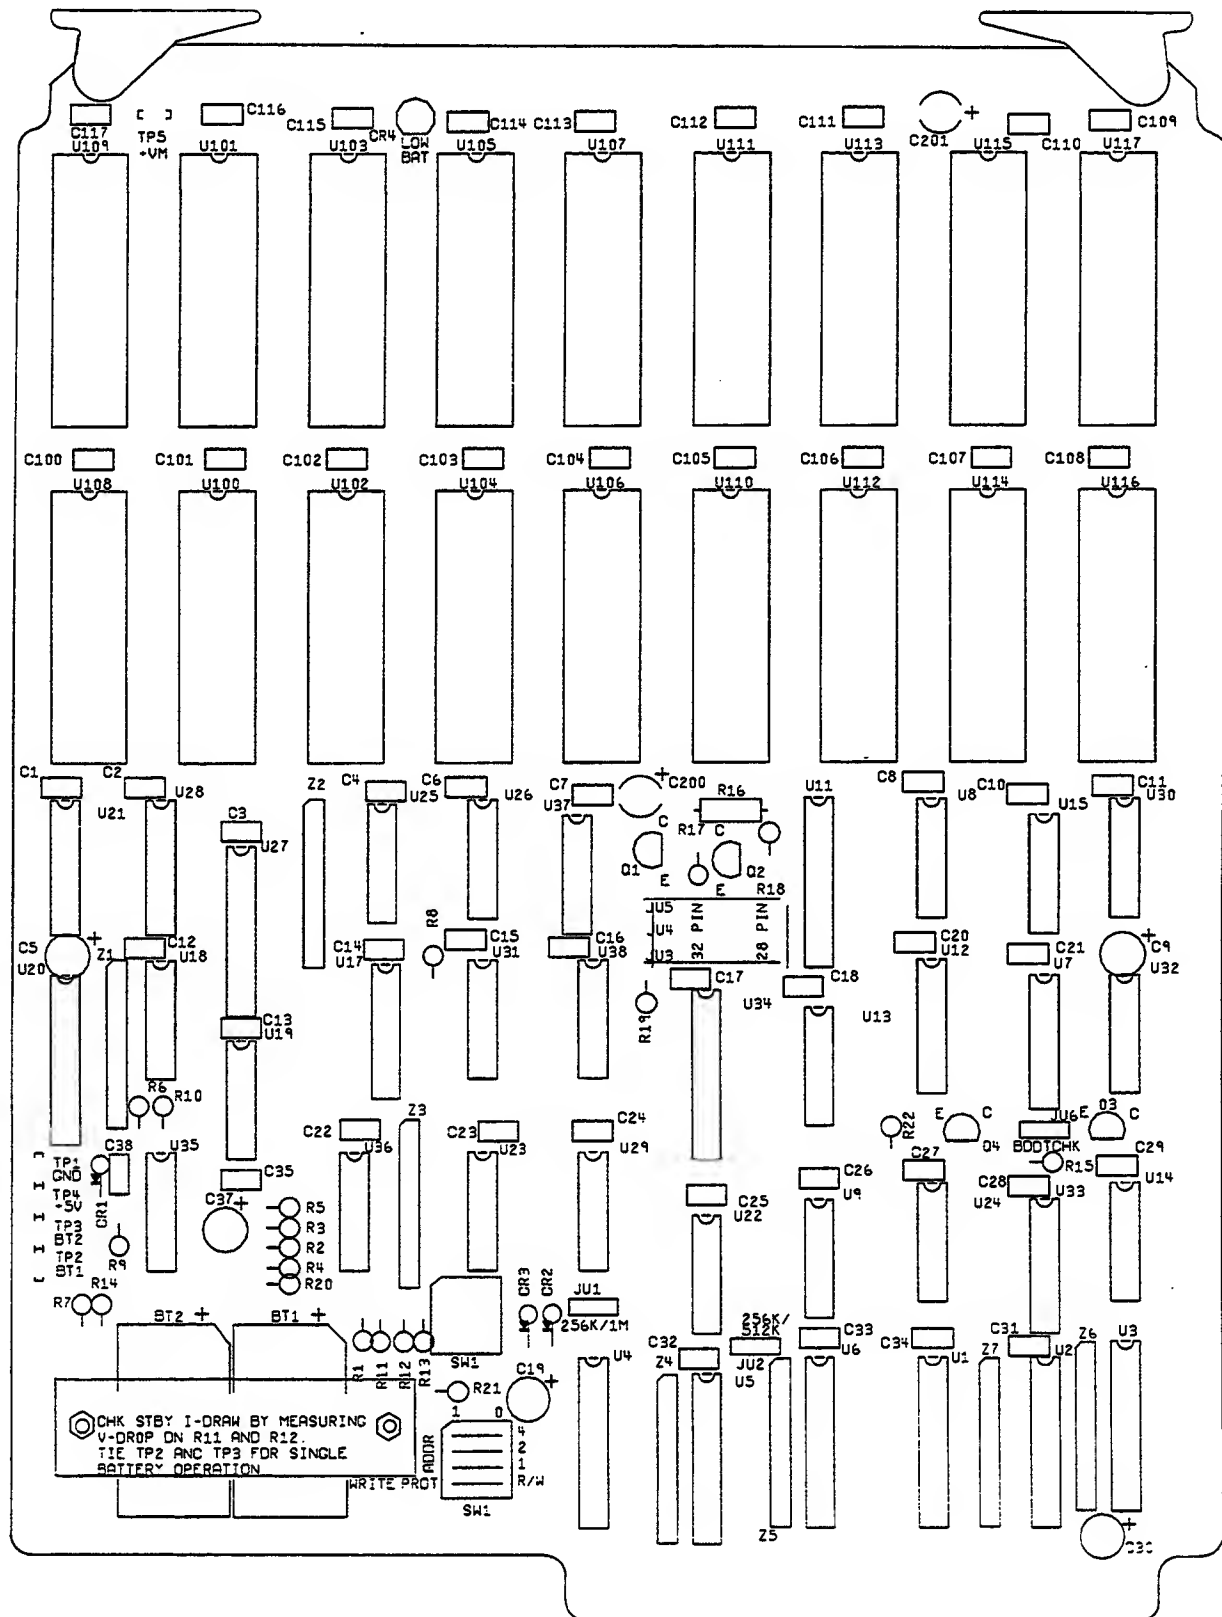 C117 TP5 +VM C116 C115 CR4 LOW BAT C114 C113 C112 C111 C201 + C110 C109
U109 U101 U103 U105 U107 U111 U113 U115 U117
C100 C101 C102 C103 C104 C105 C106 C107 C108
U108 U100 U102 U104 U106 U110 U112 U114 U116
C1 C2 Z2 C4 C6 C7 + C200 R16 U11 C8 C10 C11
U21 U28 U25 U26 U37 U8 U15 U30
C3 U27 R17 C C
Q1 E E Q2 R18
R8
U5
U4
U3
32 PIN
28 PIN
C5 + Z1 C12 C14 C15 C16 C20 C21 C9
U20 U18 U17 U31 U38 U12 U7 U32
C17 C18
R19 U34 U13
C13 U19
R6 R10 Z3
C38 U35 C22 U36 C23 U23 C24 U29
R22 E C Q4 JU6 BOOTCHK E Q3 C
R15
TP1 GND
TP4 +5V
TP3 BT2
TP2 BT1
CR1 R9
C35 C37 +
R5
R3
R2
R4
R20
C25 U22 C26 U9 C27 C28 U24 U33 C29 U14
R7 R14
BT2 + BT1 +
R1 R11 R12 R13
SW1
CR3 CR2
JU1
256K/1M
256K/
512K
JU2
C32 Z4 U5 C33 U6 C34 U1 Z7 C31 U2 Z6 U3
U4
C19 +
R21
CHK STBY I-DRAW BY MEASURING
V-DROP ON R11 AND R12.
TIE TP2 ANC TP3 FOR SINGLE
BATTERY OPERATION
1 0
ADDR
4
2
1
WRITE PROT R/W
SW1
Z5
+